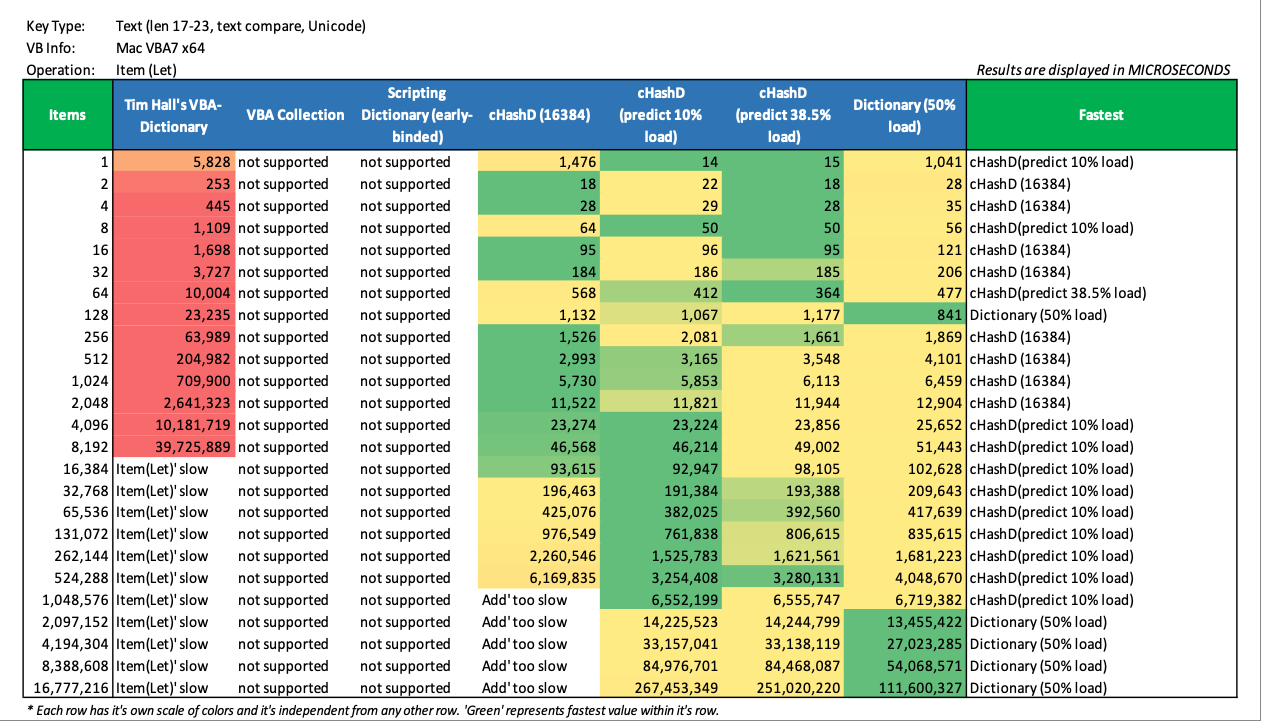 Key Type: Text (len 17-23, text compare, Unicode)
VB Info: Mac VBA7 x64
Operation: Item (Let) Results are displayed in MICROSECONDS
Items Tim Hall's VBA-Dictionary VBA Collection Scripting Dictionary (early-binded) cHashD (16384) cHashD (predict 10% load) cHashD (predict 38.5% load) Dictionary (50% load) Fastest
1 5,828 not supported not supported 1,476 14 15 1,041 cHashD(predict 10% load)
2 253 not supported not supported 18 22 18 28 cHashD (16384)
4 445 not supported not supported 28 29 28 35 cHashD (16384)
8 1,109 not supported not supported 64 50 50 56 cHashD(predict 10% load)
16 1,698 not supported not supported 95 96 95 121 cHashD (16384)
32 3,727 not supported not supported 184 186 185 206 cHashD (16384)
64 10,004 not supported not supported 568 412 364 477 cHashD(predict 38.5% load)
128 23,235 not supported not supported 1,132 1,067 1,177 841 Dictionary (50% load)
256 63,989 not supported not supported 1,526 2,081 1,661 1,869 cHashD (16384)
512 204,982 not supported not supported 2,993 3,165 3,548 4,101 cHashD (16384)
1,024 709,900 not supported not supported 5,730 5,853 6,113 6,459 cHashD (16384)
2,048 2,641,323 not supported not supported 11,522 11,821 11,944 12,904 cHashD (16384)
4,096 10,181,719 not supported not supported 23,274 23,224 23,856 25,652 cHashD(predict 10% load)
8,192 39,725,889 not supported not supported 46,568 46,214 49,002 51,443 cHashD(predict 10% load)
16,384 Item(Let)' slow not supported not supported 93,615 92,947 98,105 102,628 cHashD(predict 10% load)
32,768 Item(Let)' slow not supported not supported 196,463 191,384 193,388 209,643 cHashD(predict 10% load)
65,536 Item(Let)' slow not supported not supported 425,076 382,025 392,560 417,639 cHashD(predict 10% load)
131,072 Item(Let)' slow not supported not supported 976,549 761,838 806,615 835,615 cHashD(predict 10% load)
262,144 Item(Let)' slow not supported not supported 2,260,546 1,525,783 1,621,561 1,681,223 cHashD(predict 10% load)
524,288 Item(Let)' slow not supported not supported 6,169,835 3,254,408 3,280,131 4,048,670 cHashD(predict 10% load)
1,048,576 Item(Let)' slow not supported not supported Add' too slow 6,552,199 6,555,747 6,719,382 cHashD(predict 10% load)
2,097,152 Item(Let)' slow not supported not supported Add' too slow 14,225,523 14,244,799 13,455,422 Dictionary (50% load)
4,194,304 Item(Let)' slow not supported not supported Add' too slow 33,157,041 33,138,119 27,023,285 Dictionary (50% load)
8,388,608 Item(Let)' slow not supported not supported Add' too slow 84,976,701 84,468,087 54,068,571 Dictionary (50% load)
16,777,216 Item(Let)' slow not supported not supported Add' too slow 267,453,349 251,020,220 111,600,327 Dictionary (50% load)
* Each row has it's own scale of colors and it's independent from any other row. 'Green' represents fastest value within it's row.